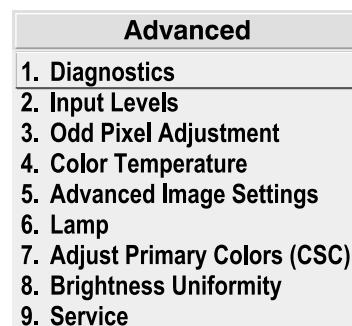 Advanced
1. Diagnostics
2. Input Levels
3. Odd Pixel Adjustment
4. Color Temperature
5. Advanced Image Settings
6. Lamp
7. Adjust Primary Colors (CSC)
8. Brightness Uniformity
9. Service